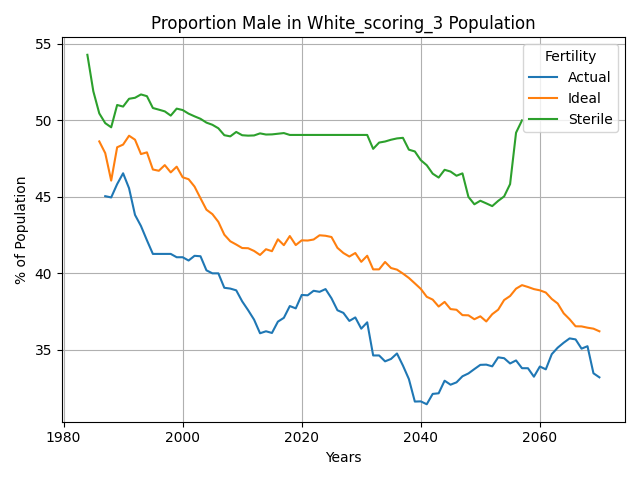 Proportion Male in White_scoring_3 Population
% of Population
55
50
45
40
35
1980
2000
2020
2040
2060
Years
Fertility
Actual
Ideal
Sterile